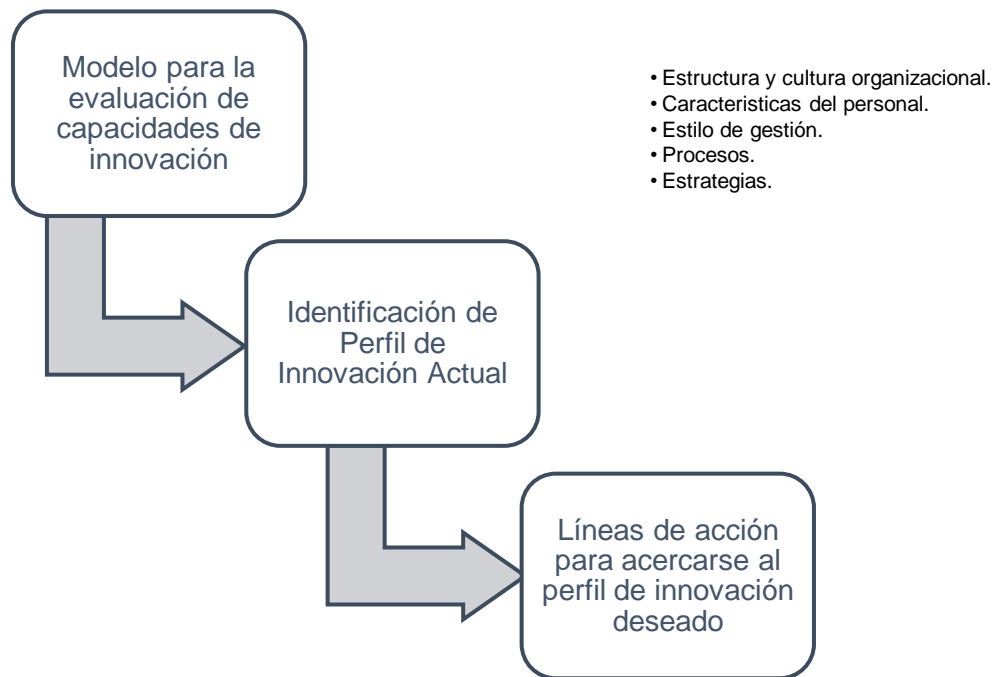 Modelo para la
evaluación de
capacidades de
innovación
• Estructura y cultura organizacional.
• Caracteristicas del personal.
• Estilo de gestión.
• Procesos.
• Estrategias.
Identificación de
Perfil de
Innovación Actual
Líneas de acción
para acercarse al
perfil de innovación
deseado